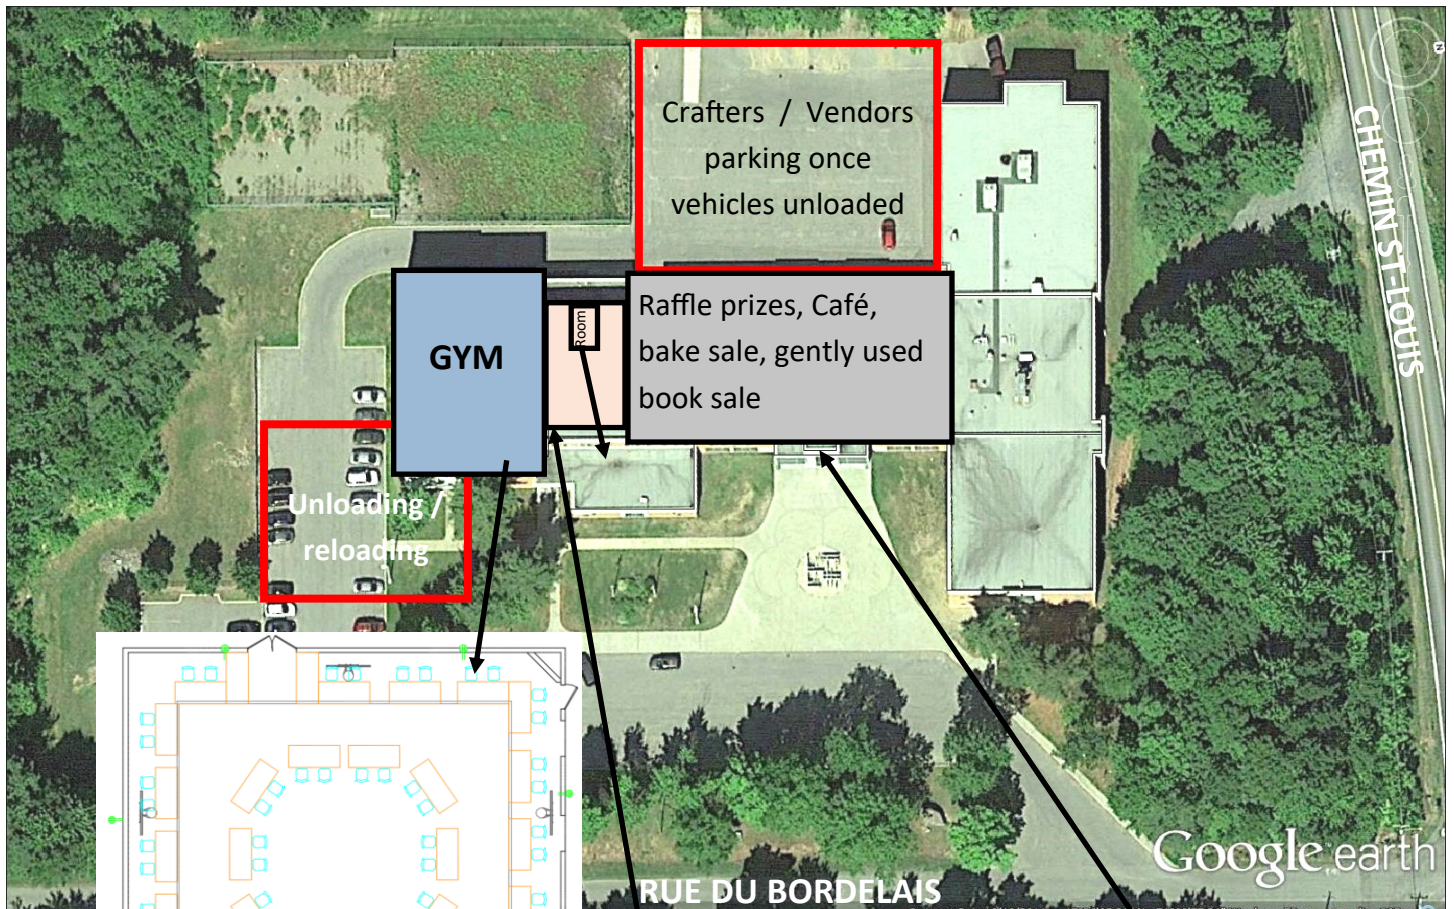 Crafters / Vendors
parking once
vehicles unloaded
CHEMIN ST-LOUIS
GYM
Room
Raffle prizes, Café,
bake sale, gently used
book sale
Unloading /
reloading
Google earth
RUE DU BORDELAIS